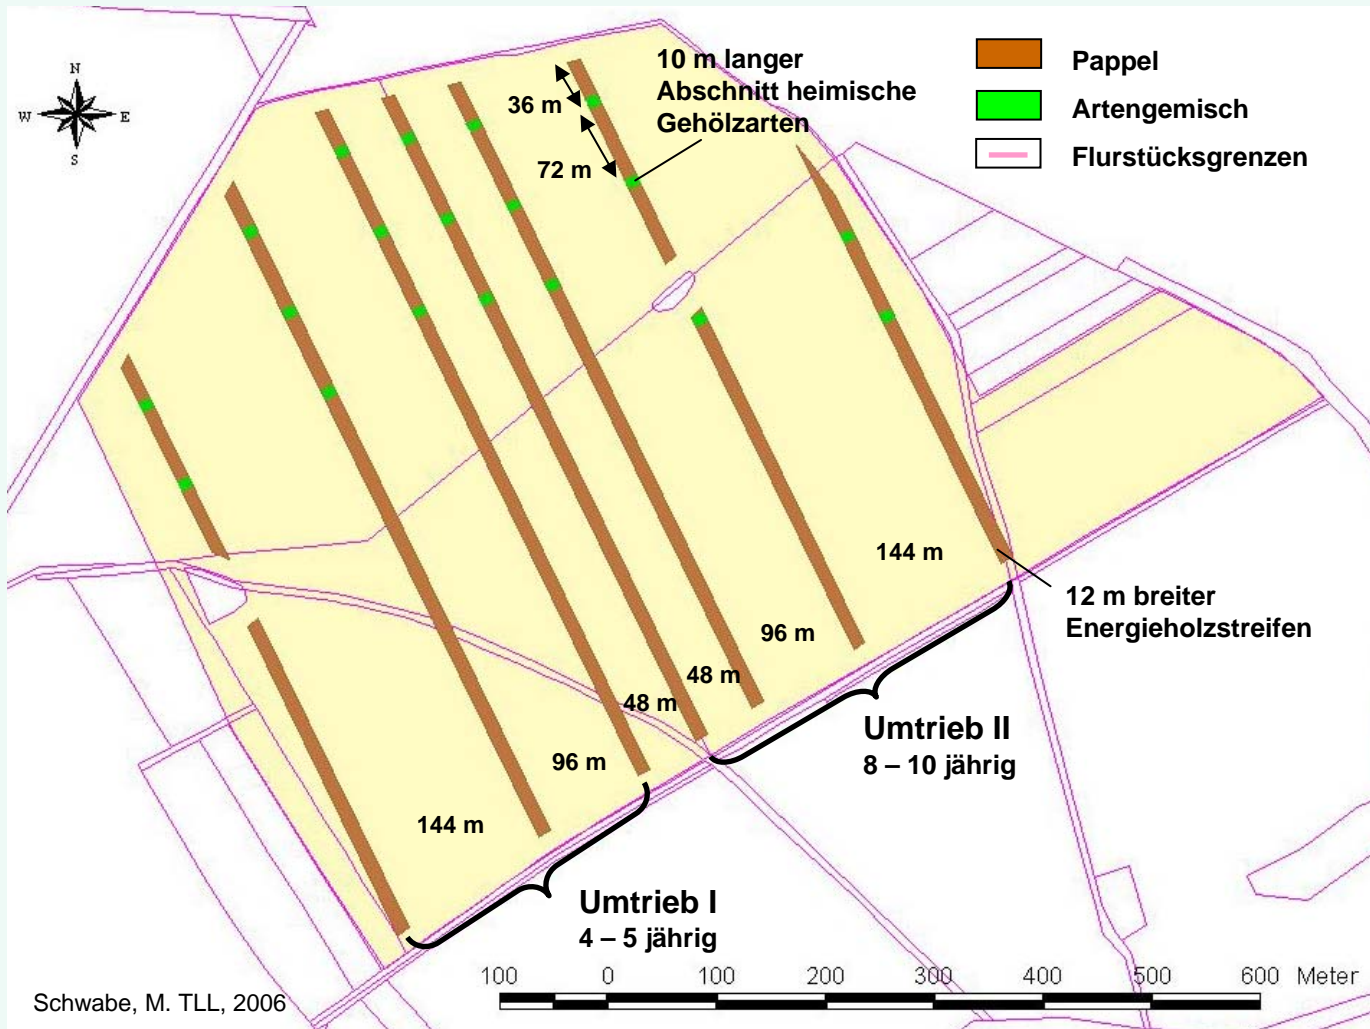 N
W
E
S
10 m langer
Abschnitt heimische
Gehölzarten
36 m
72 m
Pappel
Artengemisch
Flurstücksgrenzen
144 m
96 m
48 m
48 m
96 m
144 m
12 m breiter
Energieholzstreifen
Umtrieb II
8 – 10 jährig
Umtrieb I
4 – 5 jährig
100 0 100 200 300 400 500 600 Meter
Schwabe, M. TLL, 2006